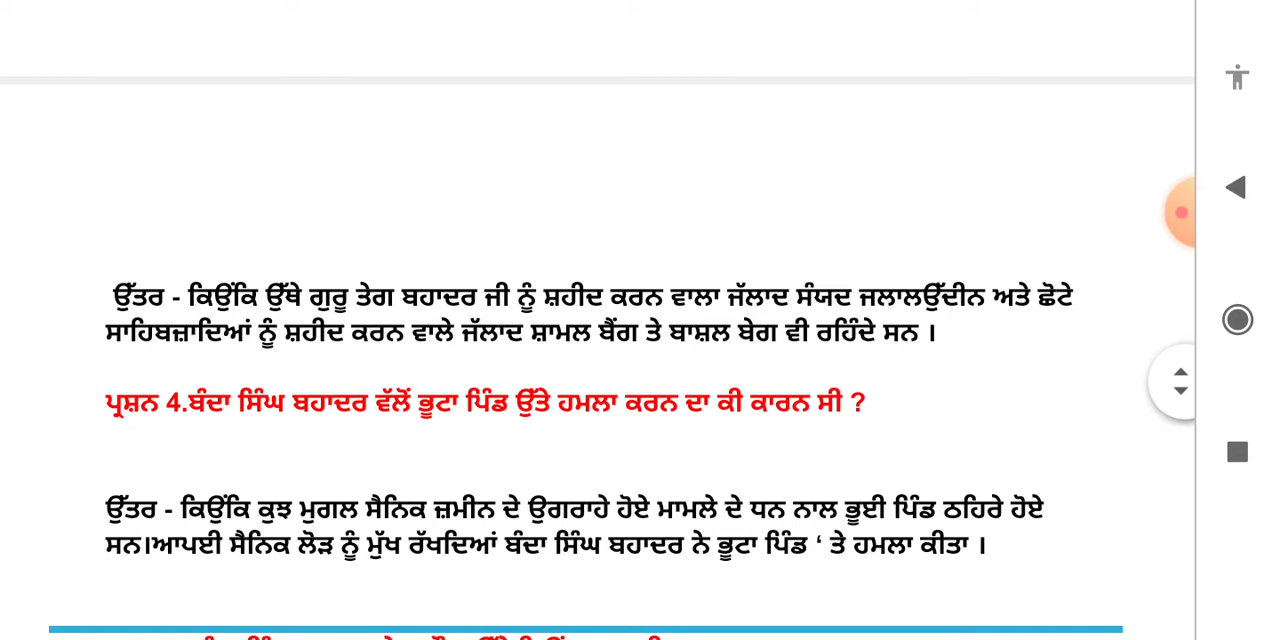 ਉੱਤਰ - ਕਿਉਂਕਿ ਉੱਥੇ ਗੁਰੂ ਤੇਗ ਬਹਾਦਰ ਜੀ ਨੂੰ ਸ਼ਹੀਦ ਕਰਨ ਵਾਲਾ ਜੱਲਾਦ ਸੰਯਦ ਜਲਾਲਉੱਦੀਨ ਅਤੇ ਛੋਟੇ
ਸਾਹਿਬਜ਼ਾਦਿਆਂ ਨੂੰ ਸ਼ਹੀਦ ਕਰਨ ਵਾਲੇ ਜੱਲਾਦ ਸ਼ਾਮਲ ਬੈਂਗ ਤੇ ਬਾਸ਼ਲ ਬੇਗ ਵੀ ਰਹਿੰਦੇ ਸਨ ।
ਪ੍ਰਸ਼ਨ 4.ਬੰਦਾ ਸਿੰਘ ਬਹਾਦਰ ਵੱਲੋਂ ਭੂਟਾ ਪਿੰਡ ਉੱਤੇ ਹਮਲਾ ਕਰਨ ਦਾ ਕੀ ਕਾਰਨ ਸੀ ?
ਉੱਤਰ - ਕਿਉਂਕਿ ਕੁਝ ਮੁਗਲ ਸੈਨਿਕ ਜ਼ਮੀਨ ਦੇ ਉਗਰਾਹੇ ਹੋਏ ਮਾਮਲੇ ਦੇ ਧਨ ਨਾਲ ਭੂਈ ਪਿੰਡ ਠਹਿਰੇ ਹੋਏ
ਸਨ।ਆਪਈ ਸੈਨਿਕ ਲੋੜ ਨੂੰ ਮੁੱਖ ਰੱਖਦਿਆਂ ਬੰਦਾ ਸਿੰਘ ਬਹਾਦਰ ਨੇ ਭੂਟਾ ਪਿੰਡ ‘ ਤੇ ਹਮਲਾ ਕੀਤਾ ।